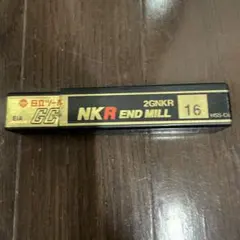 日立ツール
GC
NKR END MILL
2GNKR
16
HSS-Co